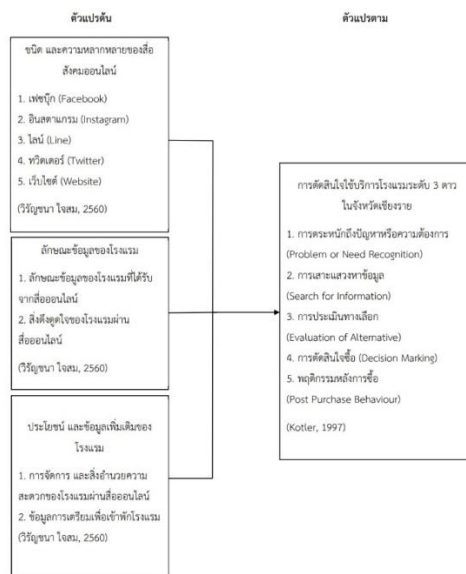 ตัวแปรต้น
ชนิด และความหลากหลายของสื่อ
สังคมออนไลน์
1. เฟซบุ๊ก (Facebook)
2. อินสตาแกรม (Instagram)
3. ไลน์ (Line)
4. ทวิตเตอร์ (Twitter)
5. เว็บไซต์ (Website)
(วิรัญชนา ใจสม, 2560)
ลักษณะข้อมูลของโรงแรม
1. ลักษณะข้อมูลของโรงแรมที่ได้รับ
จากสื่อออนไลน์
2. สิ่งดึงดูดใจของโรงแรมผ่าน
สื่อออนไลน์
(วิรัญชนา ใจสม, 2560)
ประโยชน์ และข้อมูลเพิ่มเติมของ
โรงแรม
1. การจัดการ และสิ่งอำนวยความ
สะดวกของโรงแรมผ่านสื่อออนไลน์
2. ข้อมูลการเตรียมเพื่อเข้าพักโรงแรม
(วิรัญชนา ใจสม, 2560)
ตัวแปรตาม
การตัดสินใจใช้บริการโรงแรมระดับ 3 ดาว
ในจังหวัดเชียงราย
1. การตระหนักถึงปัญหาหรือความต้องการ
(Problem or Need Recognition)
2. การเสาะแสวงหาข้อมูล
(Search for Information)
3. การประเมินทางเลือก
(Evaluation of Alternative)
4. การตัดสินใจซื้อ (Decision Marking)
5. พฤติกรรมหลังการซื้อ
(Post Purchase Behaviour)
(Kotler, 1997)